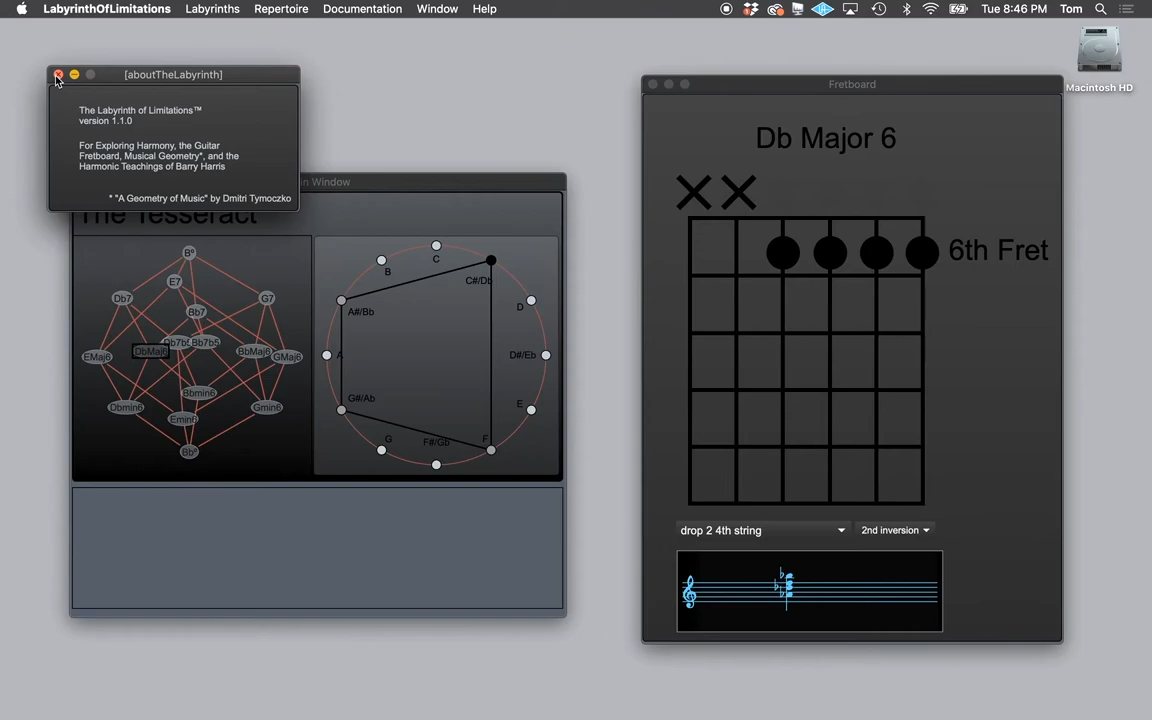 LabyrinthOfLimitations Labyrinths Repertoire Documentation Window Help Tue 8:46 PM Tom
Macintosh HD
[aboutTheLabyrinth]
The Labyrinth of Limitations™
version 1.1.0
For Exploring Harmony, the Guitar
Fretboard, Musical Geometry*, and the
Harmonic Teachings of Barry Harris
* "A Geometry of Music" by Dmitri Tymoczko
in Window
The Tesseract
Bº
E7
Db7
G7
Bb7
Bb7b5
DbMaj6
BbMaj6
EMaj6
GMaj6
Bbmin6
Dbmin6
Gmin6
Emin6
Bbº
C
B
C#/Db
A#/Bb
D
A
D#/Eb
G#/Ab
E
G
F#/Gb
F
Fretboard
Db Major 6
6th Fret
drop 2 4th string
2nd inversion